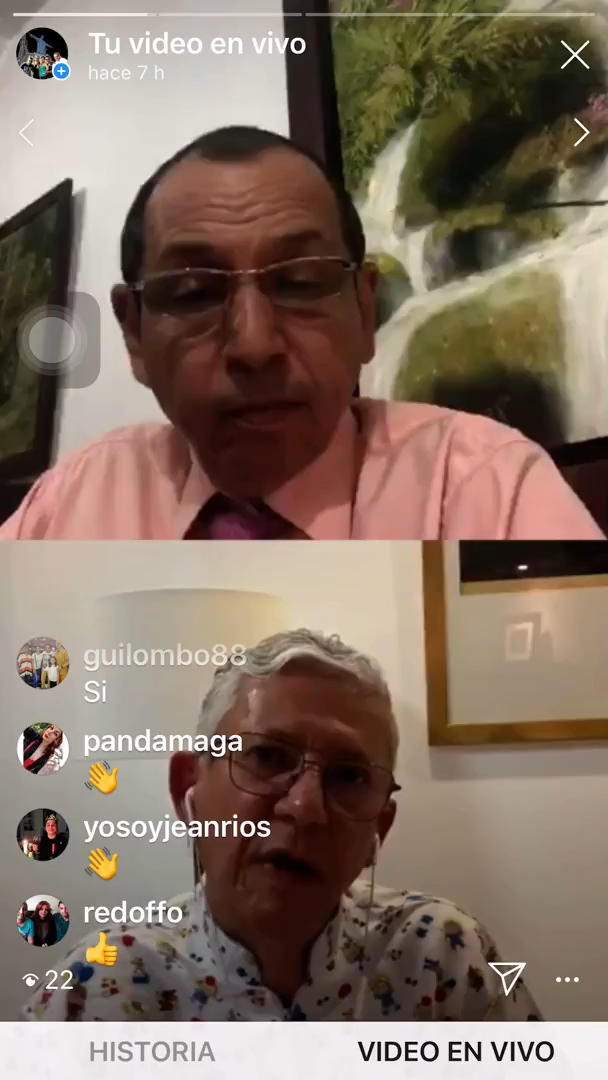 Tu video en vivo
hace 7 h
guilombo88
Si
pandamaga
👋
yosoyjeanrios
👋
redoffo
👍
22
HISTORIA
VIDEO EN VIVO